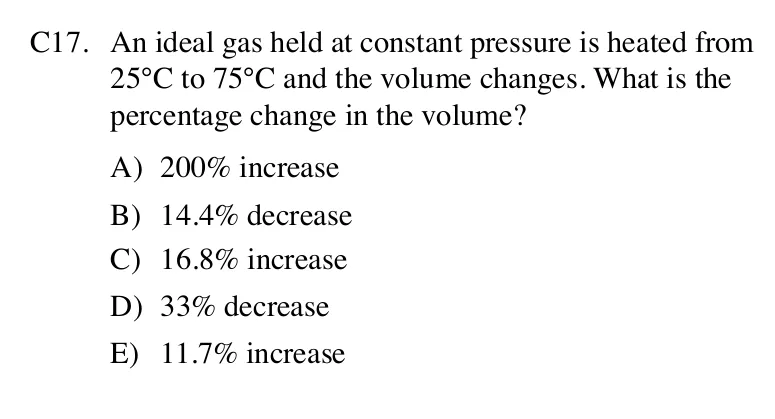 C17. An ideal gas held at constant pressure is heated from
25°C to 75°C and the volume changes. What is the
percentage change in the volume?
A) 200% increase
B) 14.4% decrease
C) 16.8% increase
D) 33% decrease
E) 11.7% increase